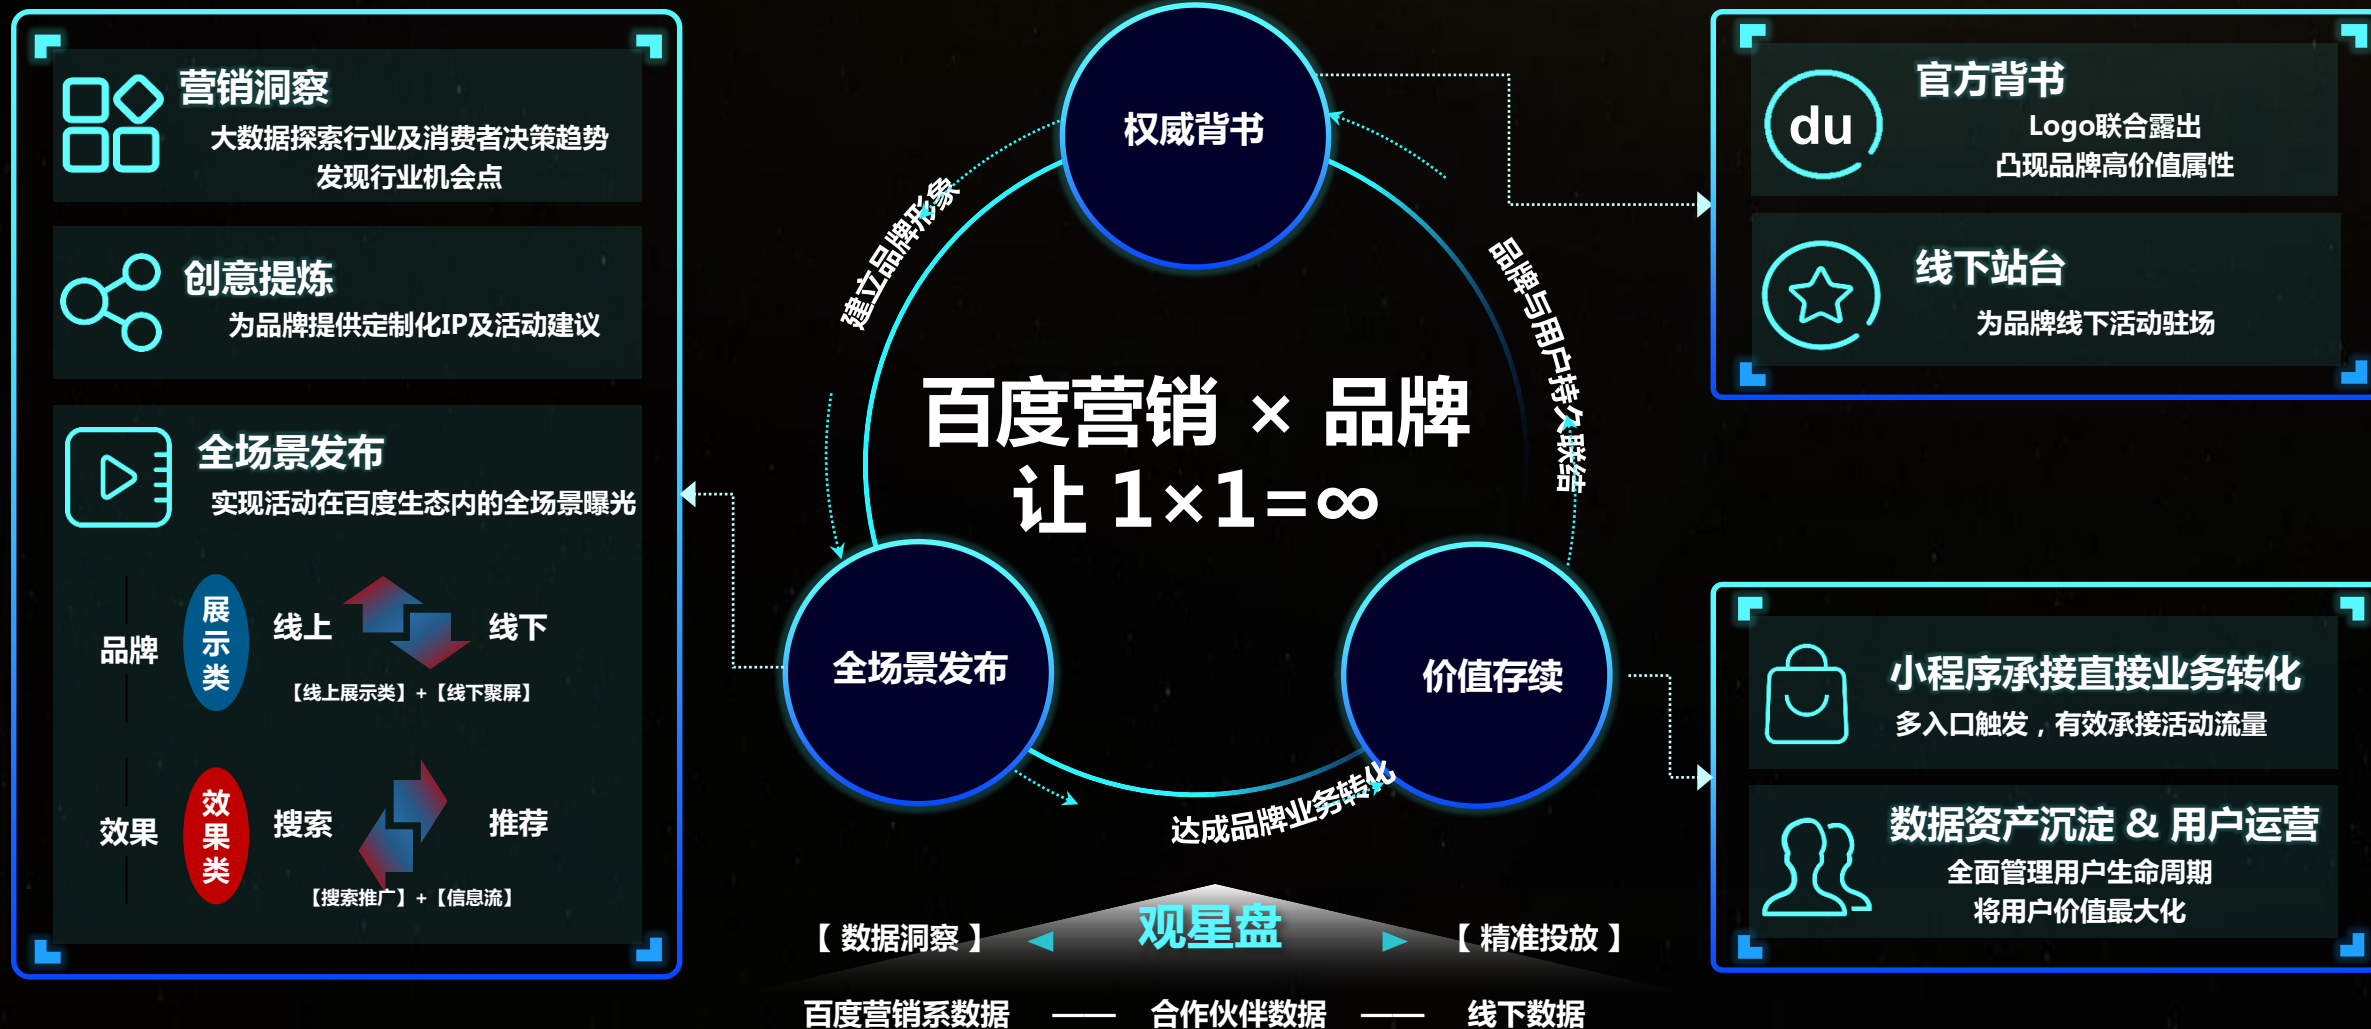 营销洞察
大数据探索行业及消费者决策趋势
发现行业机会点
创意提炼
为品牌提供定制化IP及活动建议
全场景发布
实现活动在百度生态内的全场景曝光
品牌
展示类
线上
线下
【线上展示类】+【线下聚屏】
效果
效果类
搜索
推荐
【搜索推广】+【信息流】
权威背书
建立品牌形象
品牌与用户持久联结
百度营销 × 品牌
让 1×1=∞
全场景发布
价值存续
达成品牌业务转化
观星盘
【 数据洞察 】
【 精准投放 】
百度营销系数据 —— 合作伙伴数据 —— 线下数据
du
官方背书
Logo联合露出
凸现品牌高价值属性
线下站台
为品牌线下活动驻场
小程序承接直接业务转化
多入口触发，有效承接活动流量
数据资产沉淀 & 用户运营
全面管理用户生命周期
将用户价值最大化